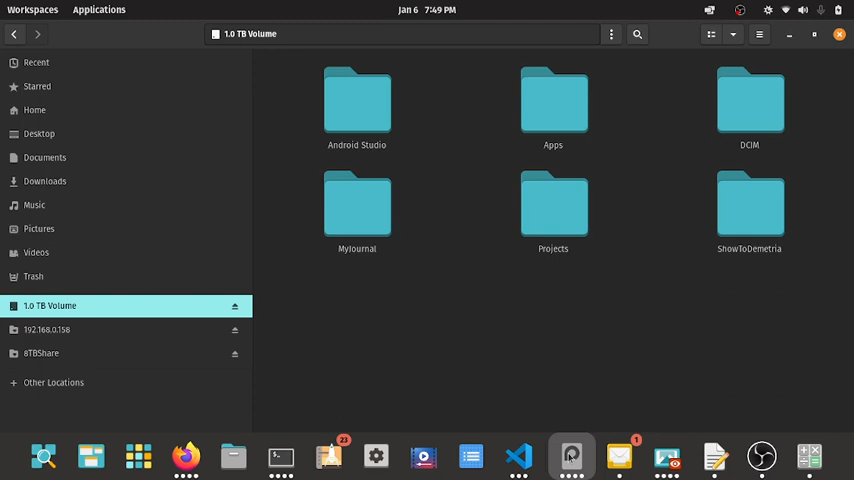 Workspaces Applications Jan 6 7:49 PM
1.0 TB Volume
Recent
Starred
Home
Desktop
Documents
Downloads
Music
Pictures
Videos
Trash
1.0 TB Volume
192.168.0.158
8TBShare
+ Other Locations
Android Studio Apps DCIM
MyJournal Projects ShowToDemetria
23 1